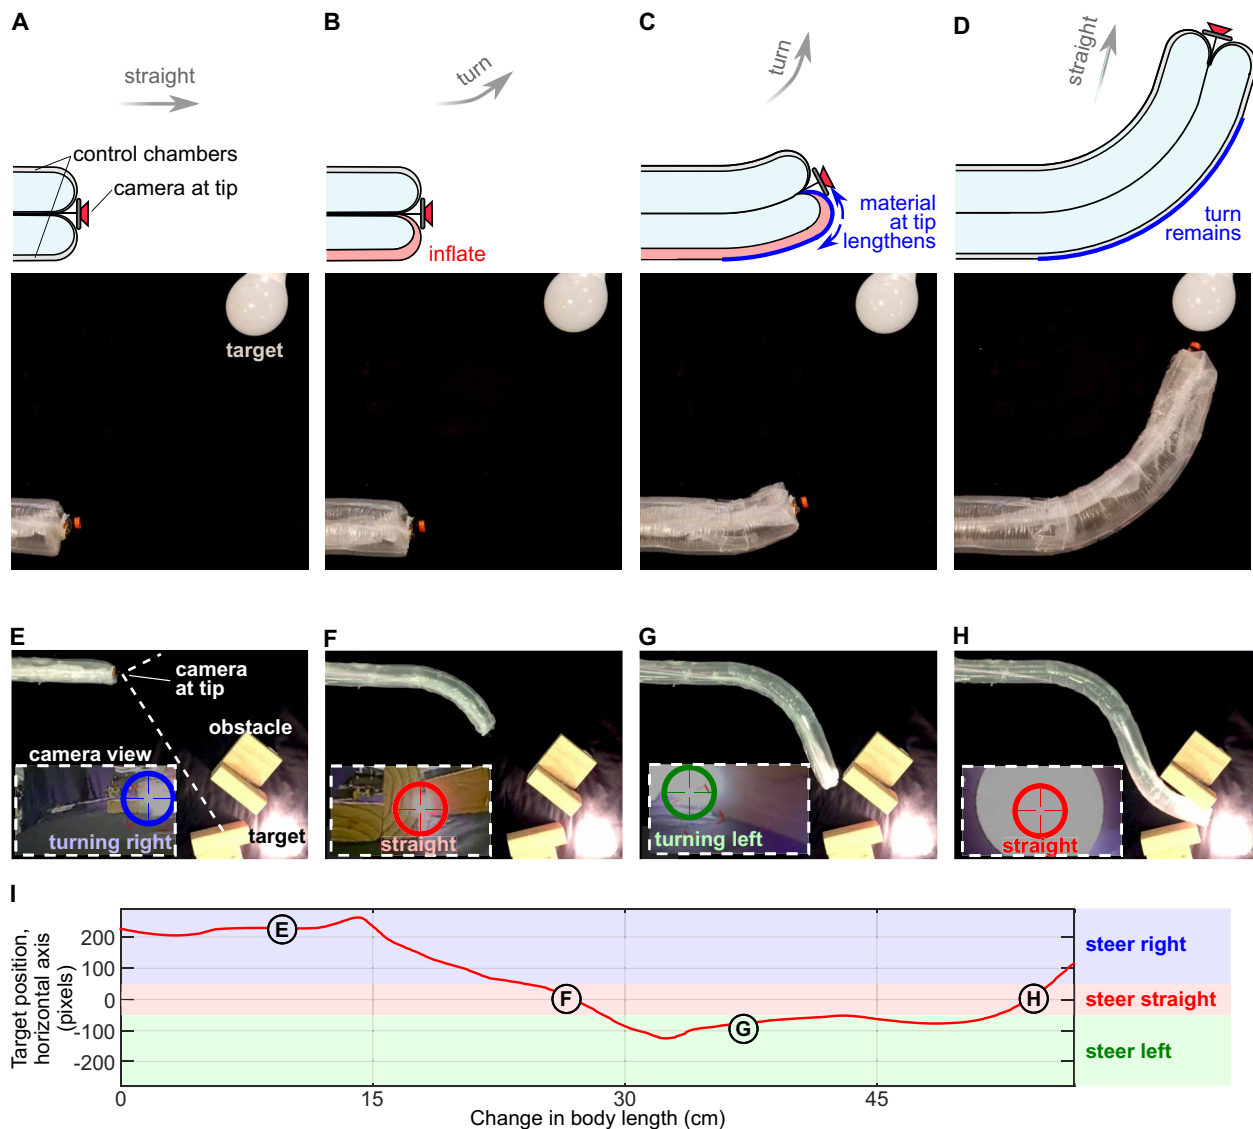 A
B
C
D
straight
turn
turn
straight
control chambers
camera at tip
inflate
material
at tip
lengthens
turn
remains
target
E
F
G
H
camera
at tip
obstacle
camera view
turning right
target
straight
turning left
straight
I
Target position,
horizontal axis
(pixels)
200
100
0
-100
-200
E
F
G
H
steer right
steer straight
steer left
0
15
30
45
Change in body length (cm)